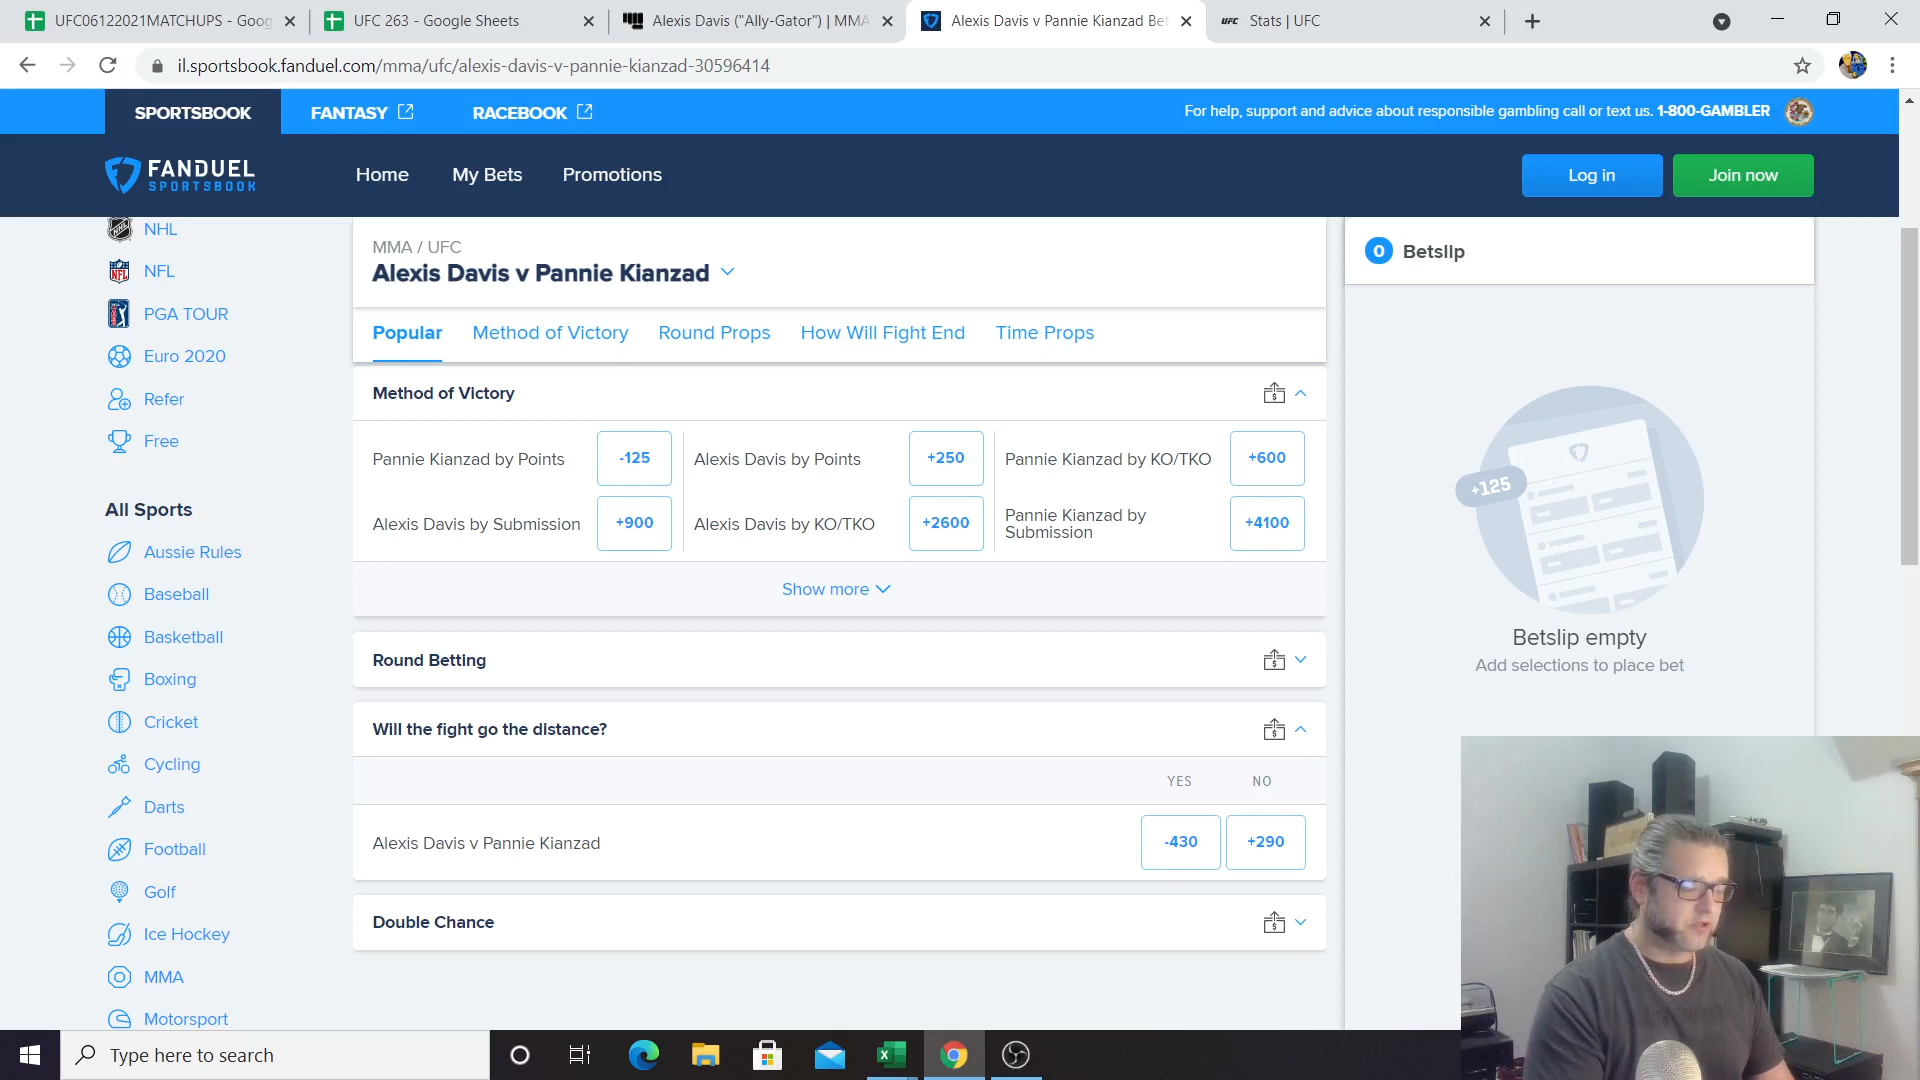 UFC06122021MATCHUPS - Goog
UFC 263 - Google Sheets
Alexis Davis ("Ally-Gator") | MMA
Alexis Davis v Pannie Kianzad Bet
UFC Stats | UFC
il.sportsbook.fanduel.com/mma/ufc/alexis-davis-v-pannie-kianzad-30596414
SPORTSBOOK FANTASY RACEBOOK
For help, support and advice about responsible gambling call or text us. 1-800-GAMBLER
FANDUEL
SPORTSBOOK
Home My Bets Promotions
Log in Join now
NHL
NFL
PGA TOUR
Euro 2020
Refer
Free
All Sports
Aussie Rules
Baseball
Basketball
Boxing
Cricket
Cycling
Darts
Football
Golf
Ice Hockey
MMA
Motorsport
MMA / UFC
Alexis Davis v Pannie Kianzad
Popular Method of Victory Round Props How Will Fight End Time Props
Method of Victory
Pannie Kianzad by Points -125 Alexis Davis by Points +250 Pannie Kianzad by KO/TKO +600
Alexis Davis by Submission +900 Alexis Davis by KO/TKO +2600 Pannie Kianzad by Submission +4100
Show more
Round Betting
Will the fight go the distance?
YES NO
Alexis Davis v Pannie Kianzad -430 +290
Double Chance
0 Betslip
+125
Betslip empty
Add selections to place bet
Type here to search